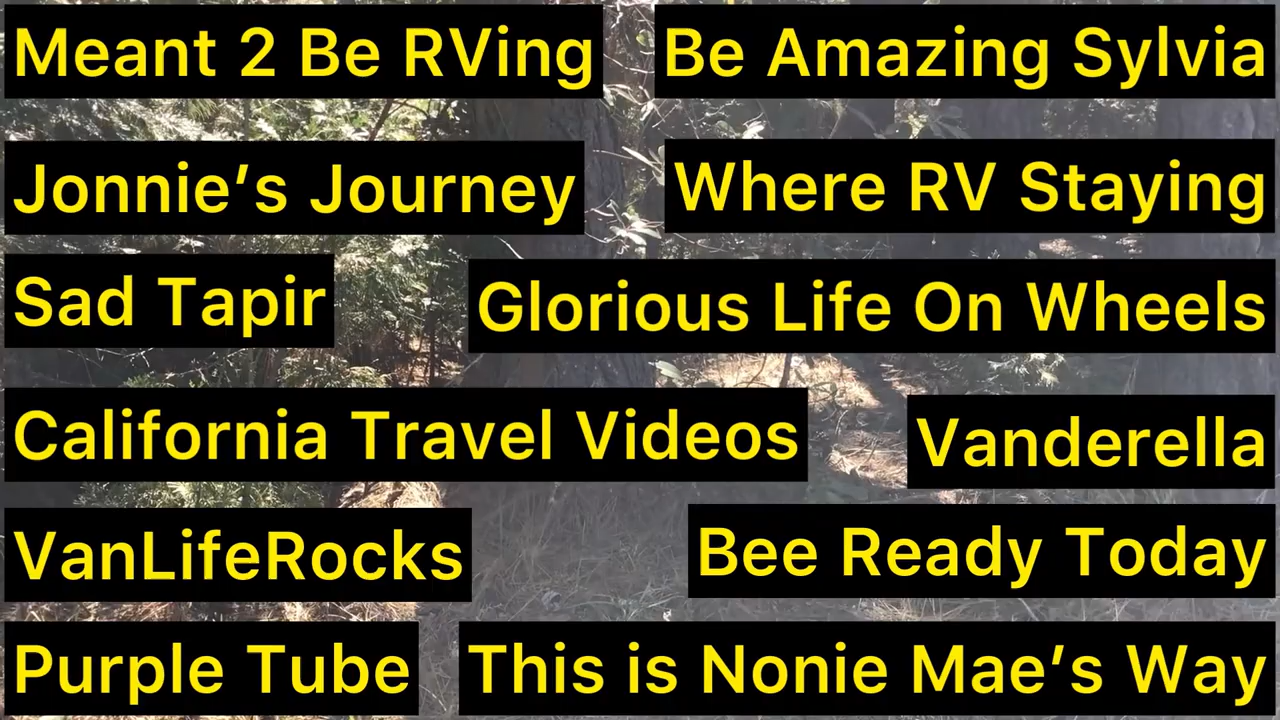 Meant 2 Be RVing
Be Amazing Sylvia
Jonnie’s Journey
Where RV Staying
Sad Tapir
Glorious Life On Wheels
California Travel Videos
Vanderella
VanLifeRocks
Bee Ready Today
Purple Tube
This is Nonie Mae’s Way